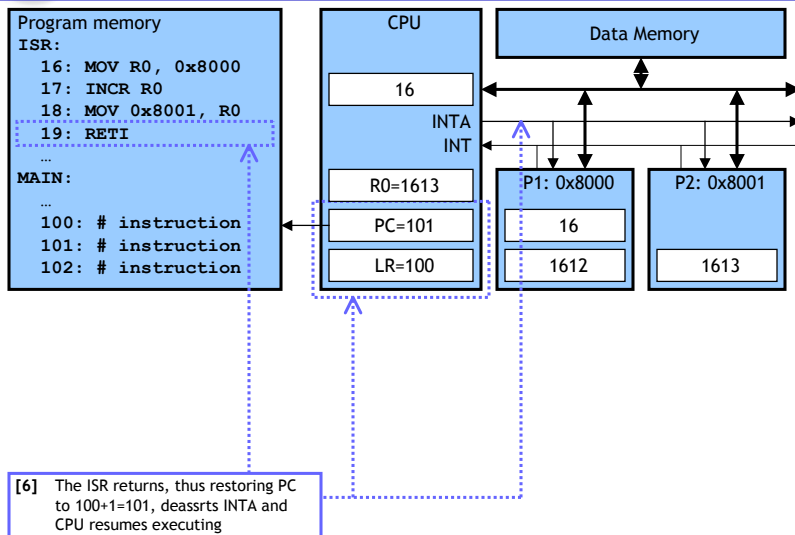 Program memory
ISR:
16: MOV R0, 0x8000
17: INCR R0
18: MOV 0x8001, R0
19: RETI
…
MAIN:
…
100: # instruction
101: # instruction
102: # instruction
CPU
16
INTA
INT
R0=1613
PC=101
LR=100
Data Memory
P1: 0x8000
16
1612
P2: 0x8001
1613
[6] The ISR returns, thus restoring PC
to 100+1=101, deassrts INTA and
CPU resumes executing